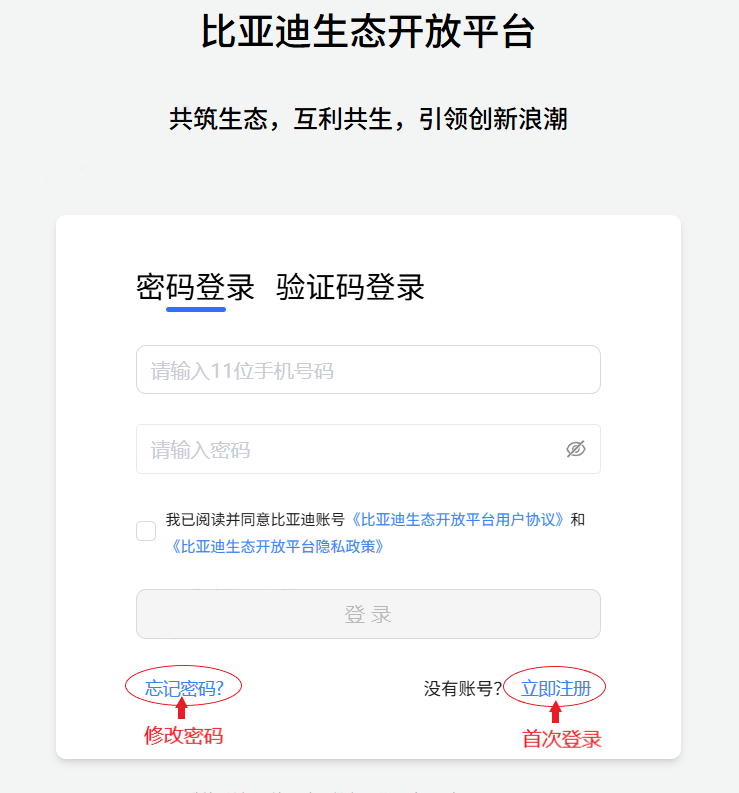 比亚迪生态开放平台
共筑生态，互利共生，引领创新浪潮
密码登录 验证码登录
请输入11位手机号码
请输入密码
我已阅读并同意比亚迪账号《比亚迪生态开放平台用户协议》和
《比亚迪生态开放平台隐私政策》
登 录
忘记密码? 没有账号? 立即注册
修改密码 首次登录